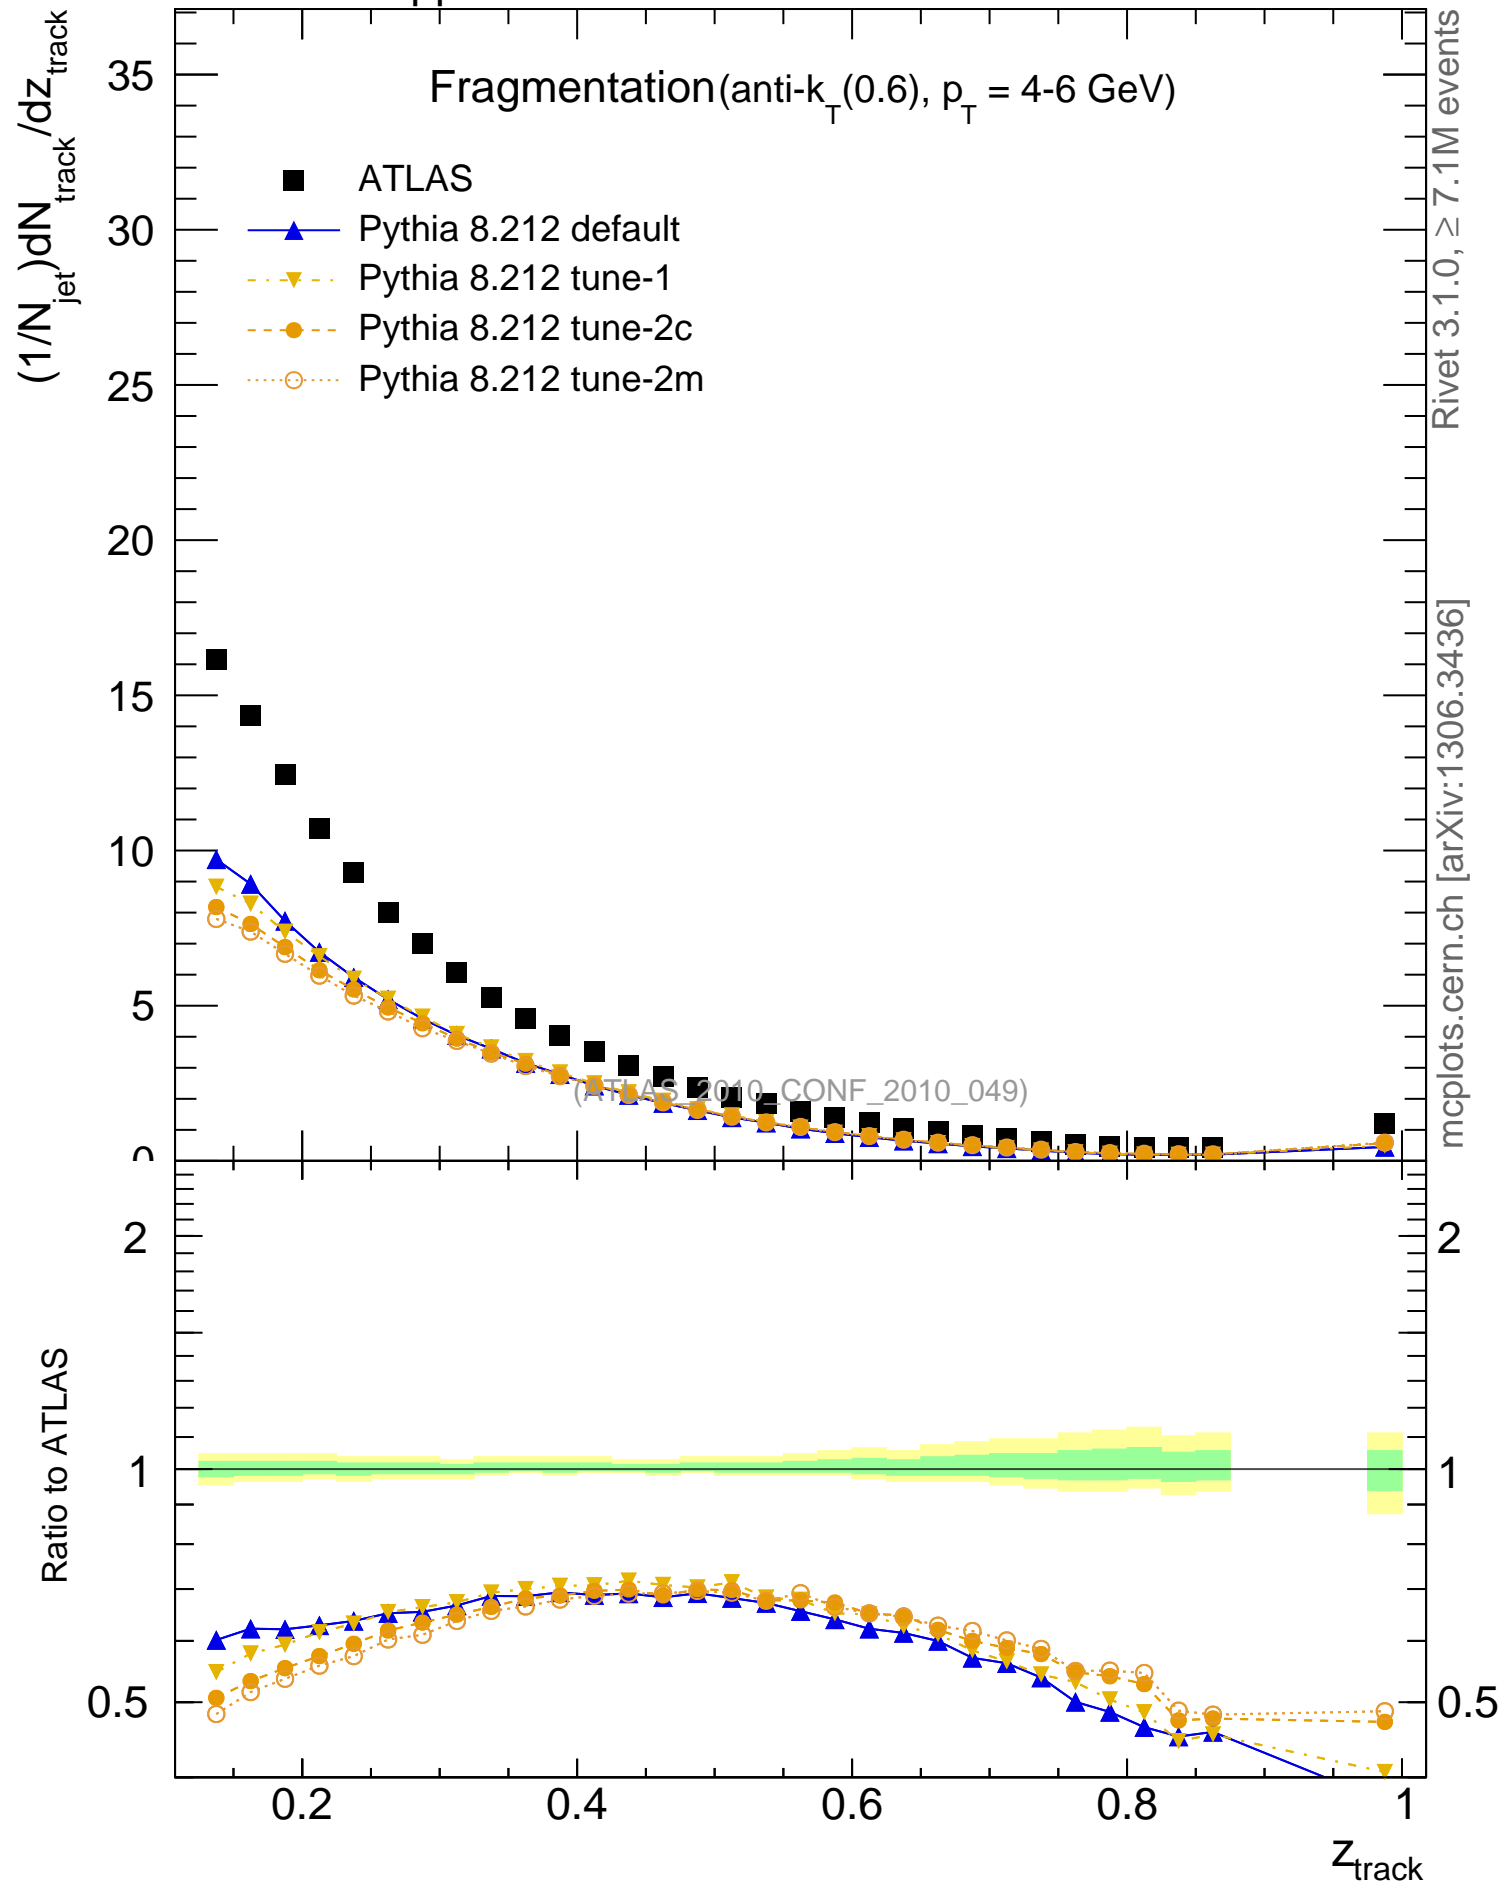 Fragmentation (anti-k_T(0.6), p_T = 4-6 GeV)
(1/N_jet)dN_track/dz_track
ATLAS
Pythia 8.212 default
Pythia 8.212 tune-1
Pythia 8.212 tune-2c
Pythia 8.212 tune-2m
35
30
25
20
15
10
5
0
(ATLAS_2010_CONF_2010_049)
Rivet 3.1.0, ≥ 7.1M events
mcplots.cern.ch [arXiv:1306.3436]
Ratio to ATLAS
2
1
0.5
2
1
0.5
0.2
0.4
0.6
0.8
1
z_track